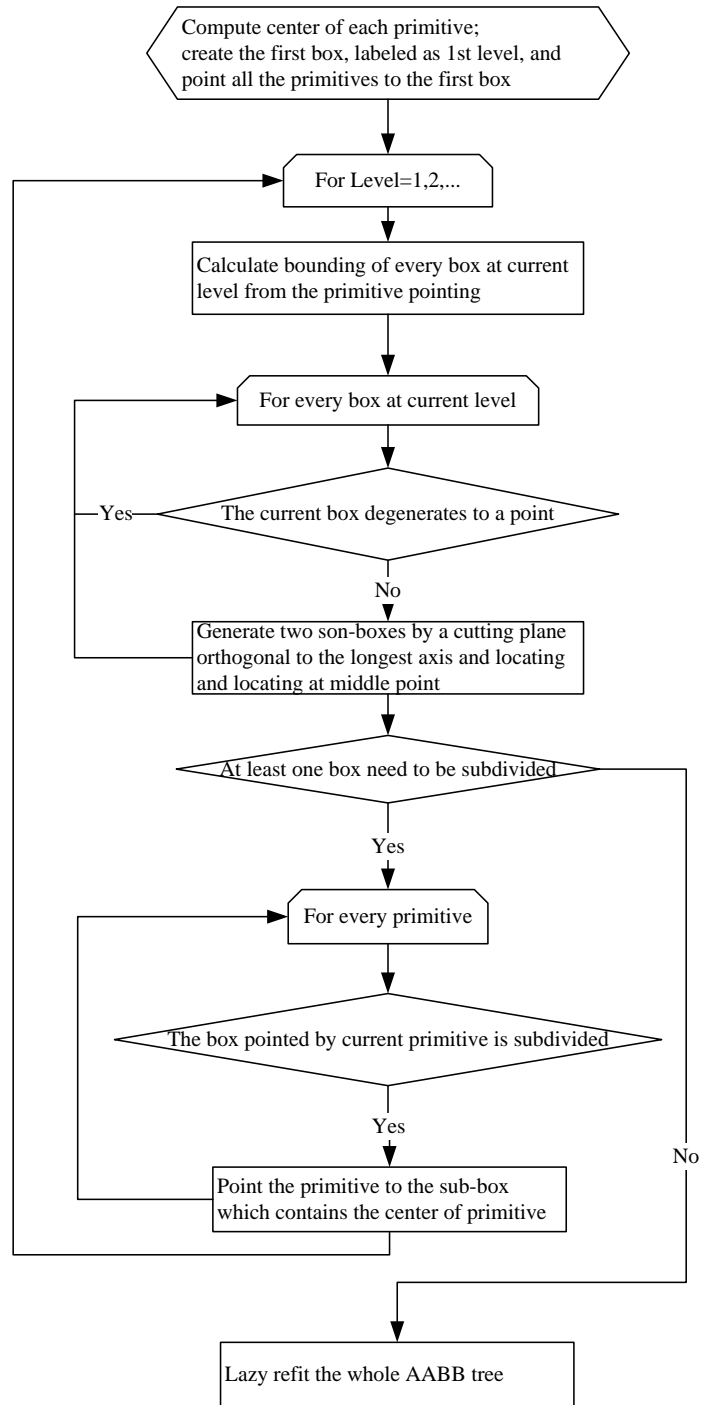 Compute center of each primitive;
create the first box, labeled as 1st level, and
point all the primitives to the first box
For Level=1,2,...
Calculate bounding of every box at current
level from the primitive pointing
For every box at current level
The current box degenerates to a point
Yes
No
Generate two son-boxes by a cutting plane
orthogonal to the longest axis and locating
and locating at middle point
At least one box need to be subdivided
Yes
For every primitive
The box pointed by current primitive is subdivided
Yes
No
Point the primitive to the sub-box
which contains the center of primitive
Lazy refit the whole AABB tree